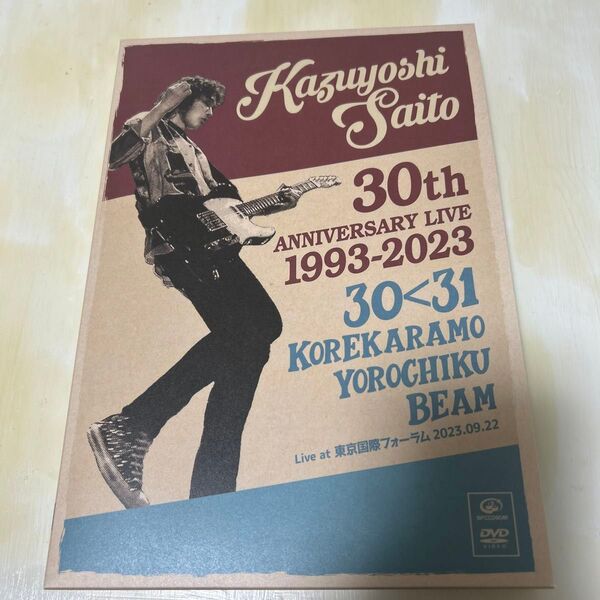 Kazuyoshi
Saito
30th
ANNIVERSARY LIVE
1993-2023
30<31
KOREKARAMO
YOROCHIKU
BEAM
Live at 東京国際フォーラム 2023.09.22
DVD
VIDEO